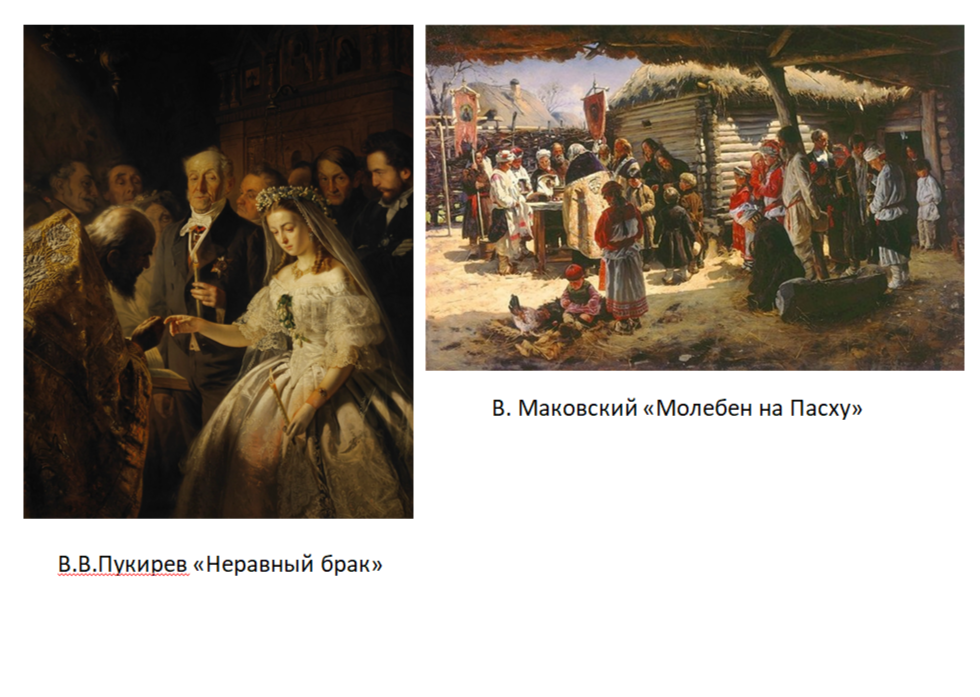 В. Маковский «Молебен на Пасху»
В.В.Пукирев «Неравный брак»